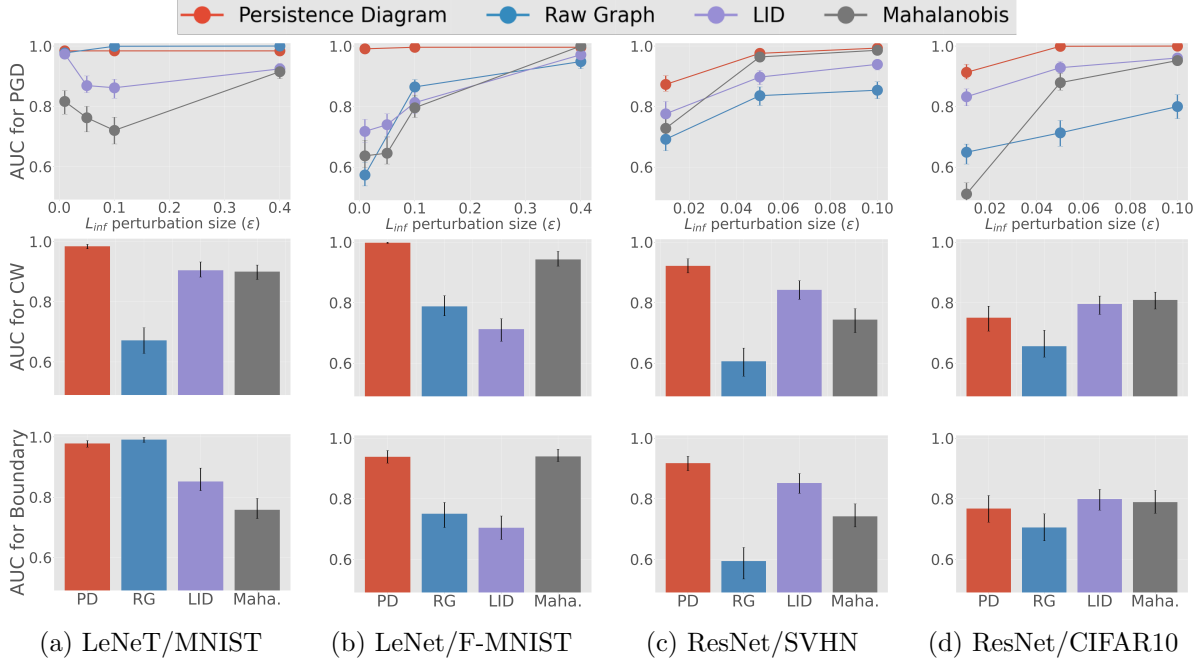 Persistence Diagram Raw Graph LID Mahalanobis
AUC for PGD
1.0
0.8
0.6
0.0 0.1 0.2 0.3 0.4
L_inf perturbation size (ε)
1.0
0.8
0.6
0.0 0.1 0.2 0.3 0.4
L_inf perturbation size (ε)
1.0
0.8
0.6
0.02 0.04 0.06 0.08 0.10
L_inf perturbation size (ε)
1.0
0.8
0.6
0.02 0.04 0.06 0.08 0.10
L_inf perturbation size (ε)
AUC for CW
1.0
0.8
0.6
1.0
0.8
0.6
1.0
0.8
0.6
1.0
0.8
0.6
AUC for Boundary
1.0
0.8
0.6
PD RG LID Maha.
1.0
0.8
0.6
PD RG LID Maha.
1.0
0.8
0.6
PD RG LID Maha.
1.0
0.8
0.6
PD RG LID Maha.
(a) LeNeT/MNIST
(b) LeNet/F-MNIST
(c) ResNet/SVHN
(d) ResNet/CIFAR10